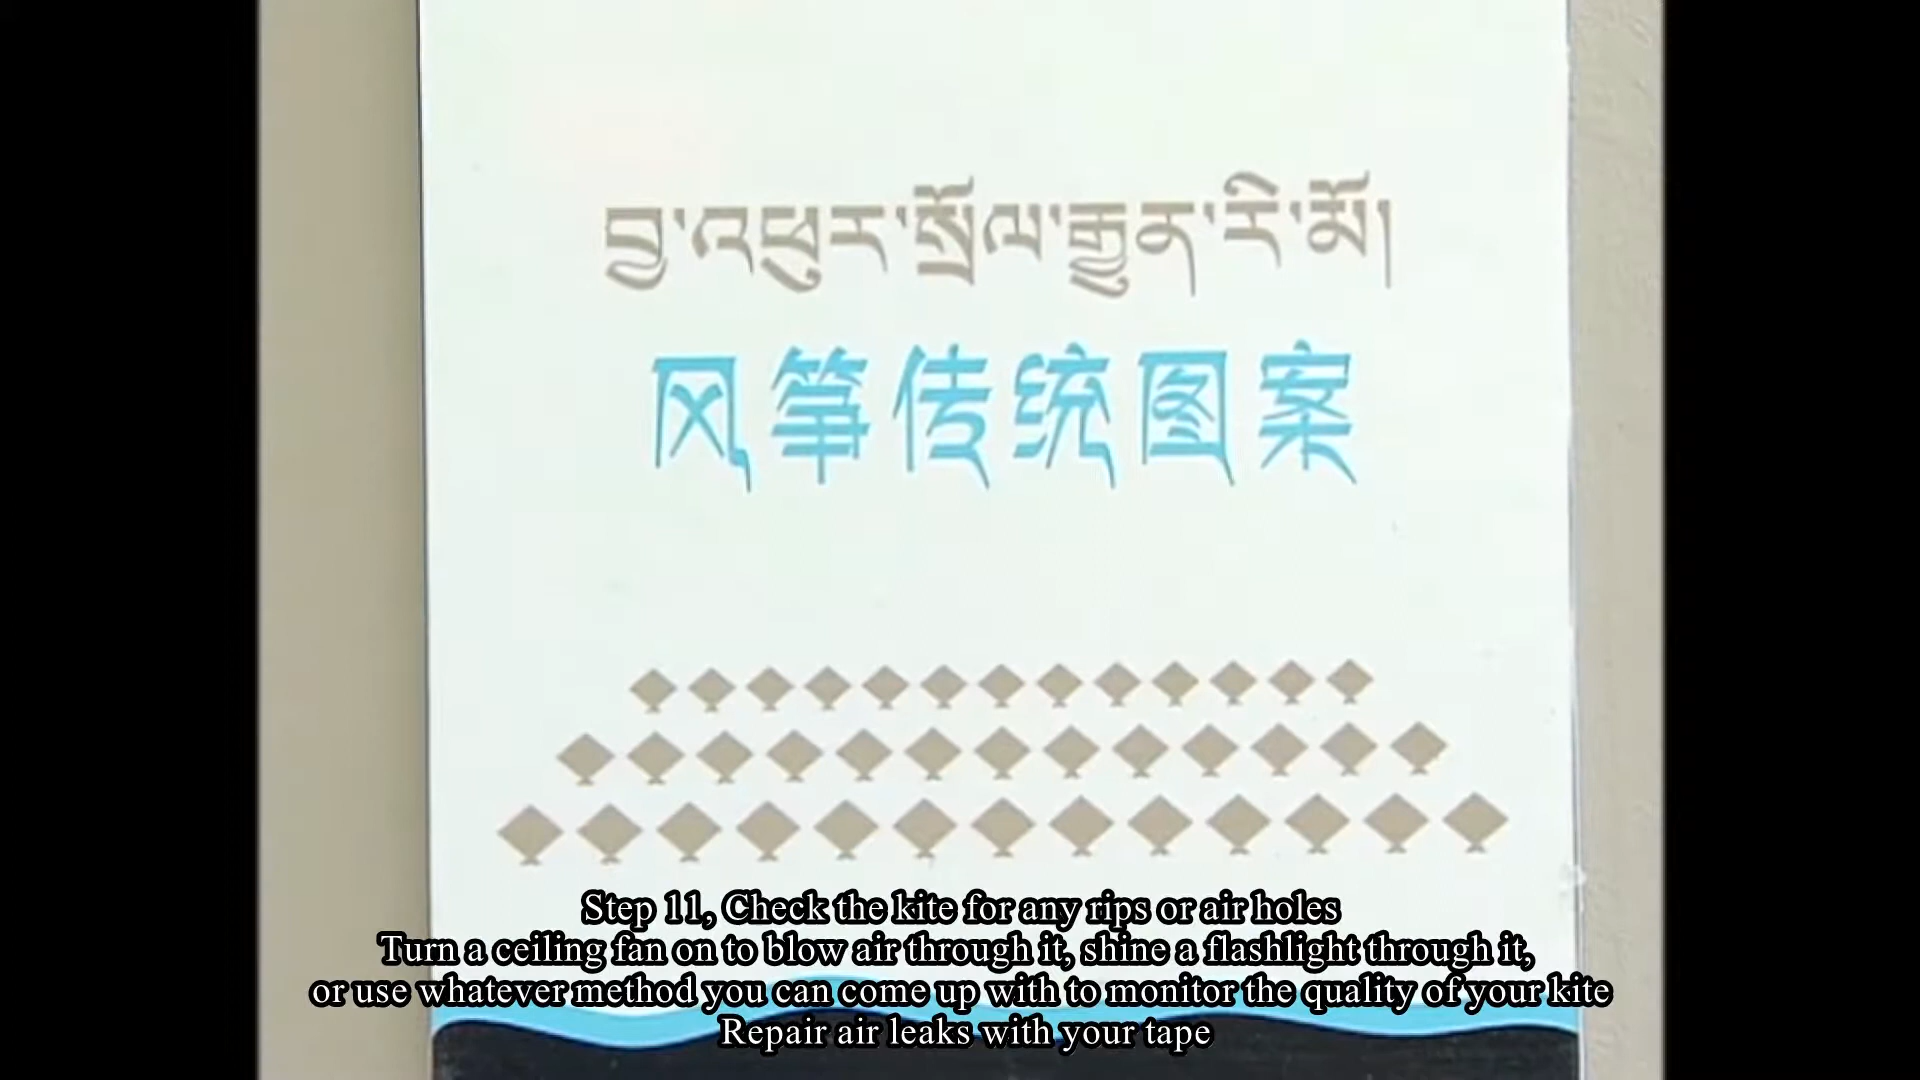 བྱ་འཕུར་སྲོལ་རྒྱུན་རི་མོ།
风筝传统图案
Step 11, Check the kite for any rips or air holes
Turn a ceiling fan on to blow air through it, shine a flashlight through it,
or use whatever method you can come up with to monitor the quality of your kite
Repair air leaks with your tape